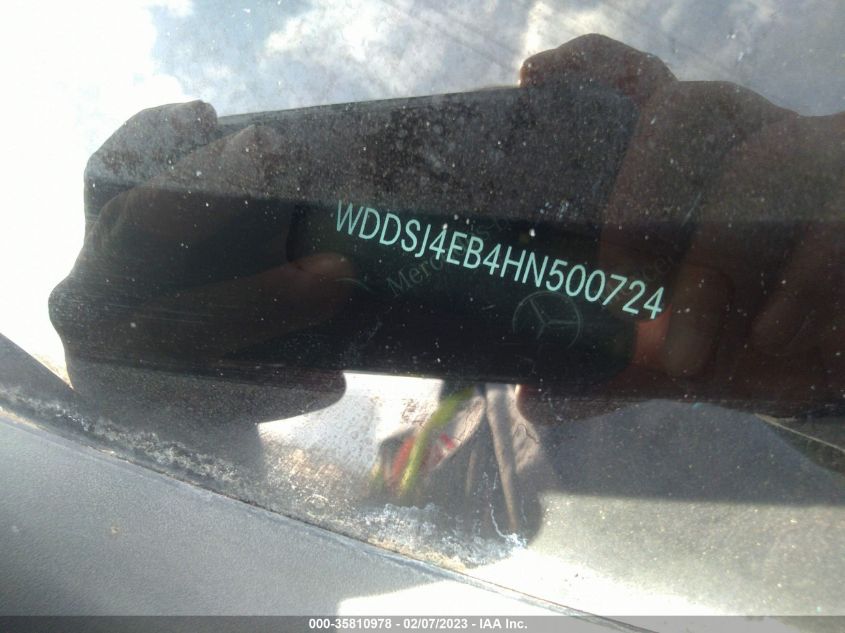 WDDSJ4EB4HN500724
000-35810978 - 02/07/2023 - IAA Inc.